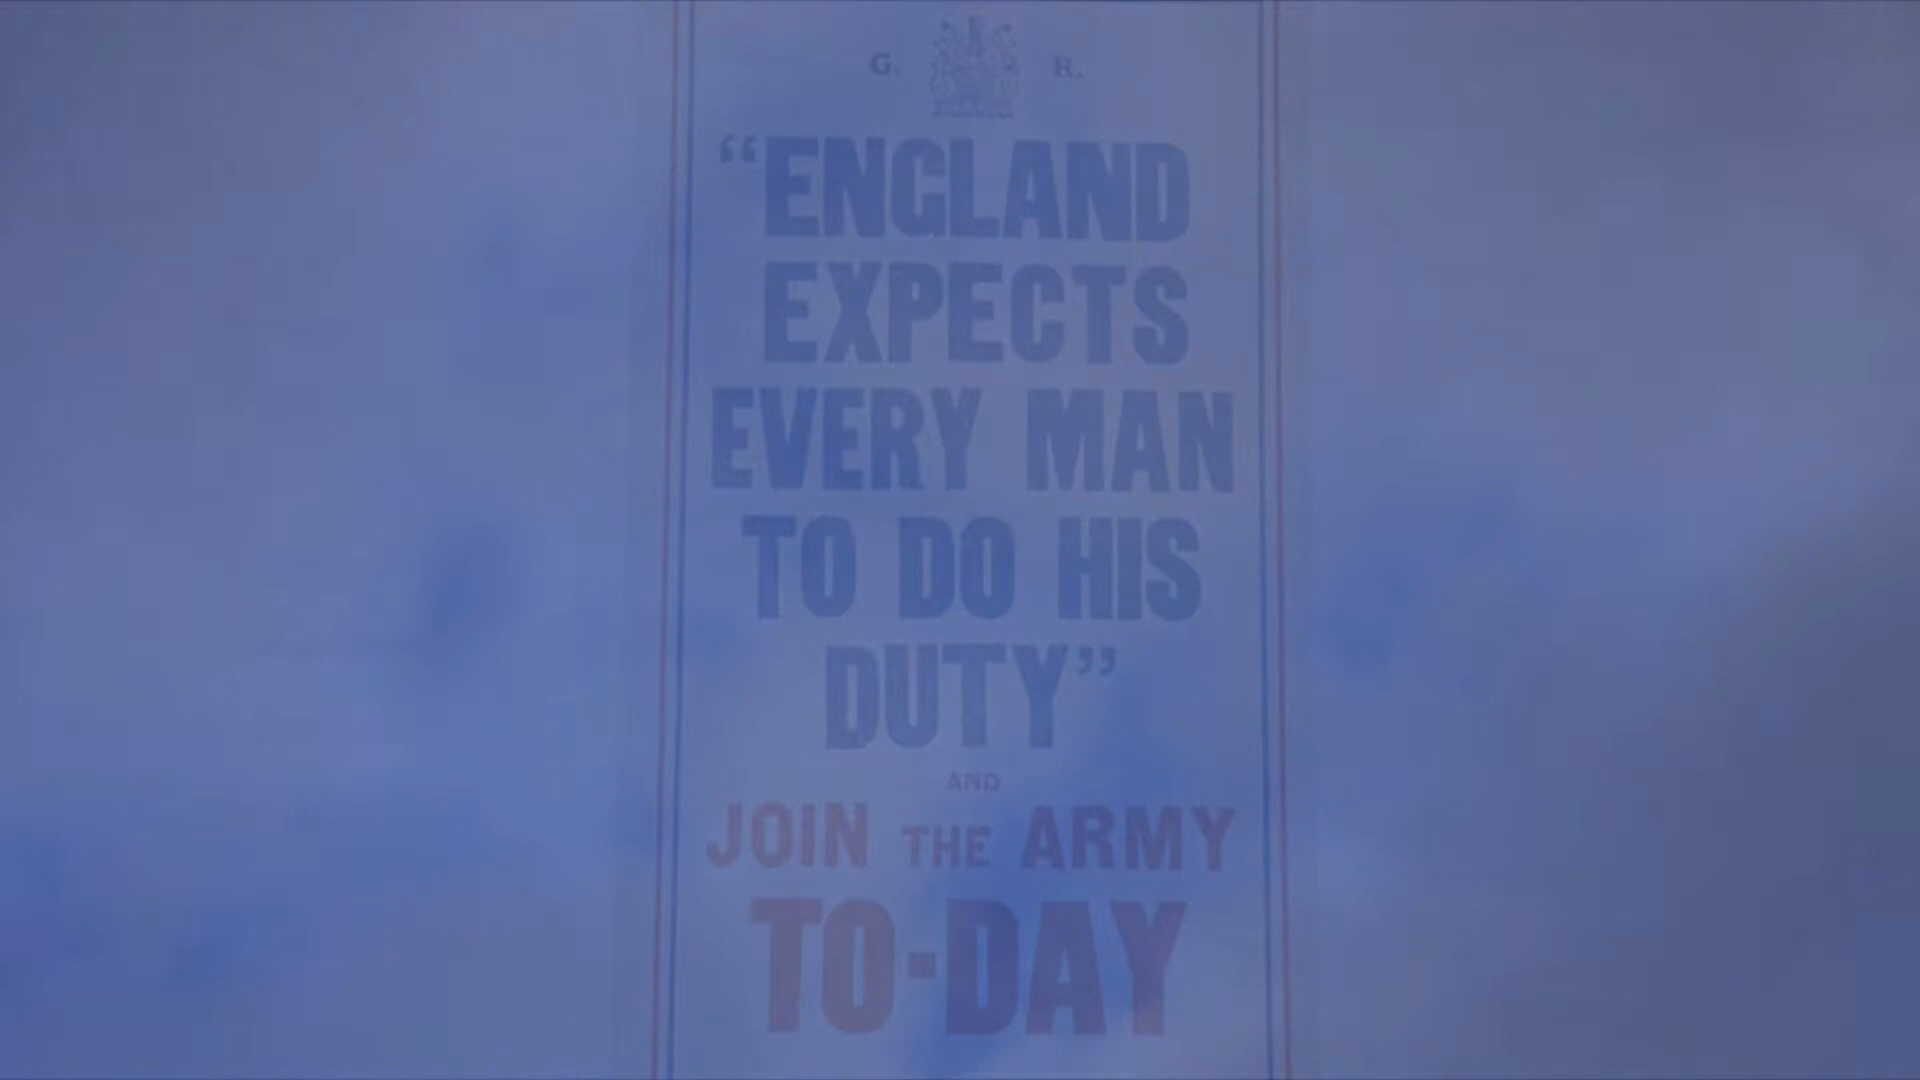 G. R.
“ENGLAND
EXPECTS
EVERY MAN
TO DO HIS
DUTY”
AND
JOIN THE ARMY
TO-DAY